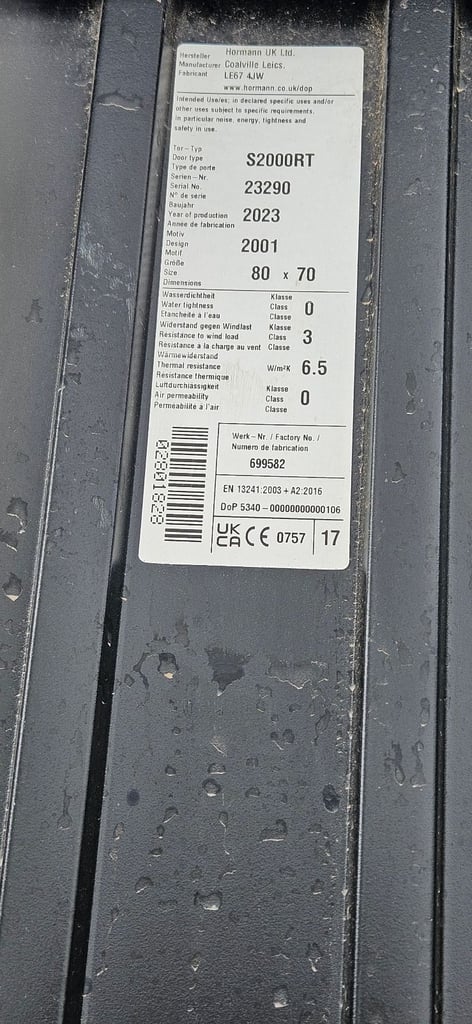 Hersteller Hormann UK Ltd.
Manufacturer Coalville Leics.
Fabricant LE67 4JW
www.hormann.co.uk/dop
Intended Use/es: in declared specific uses and/or
other uses subject to specific requirements,
in particular noise, energy, tightness and
safety in use.
Tor-Typ
Door type S2000RT
Type de porte
Serien-Nr.
Serial No. 23290
N° de serie
Baujahr
Year of production 2023
Annee de fabrication
Motiv
Design 2001
Motif
Größe
Size 80 x 70
Dimensions
Wasserdichtheit Klasse
Water tightness Class 0
Etancheite à l'eau Classe
Widerstand gegen Windlast Klasse
Resistance to wind load Class 3
Resistance a la charge au vent Classe
Wärmewiderstand
Thermal resistance W/m²K 6.5
Resistance thermique
Luftdurchlässigkeit Klasse
Air permeability Class 0
Permeabilite à l'air Classe
02801828
Werk-Nr. / Factory No. /
Numero de fabrication
699582
EN 13241:2003 + A2:2016
DoP 5340-00000000000106
UK CA CE 0757 17